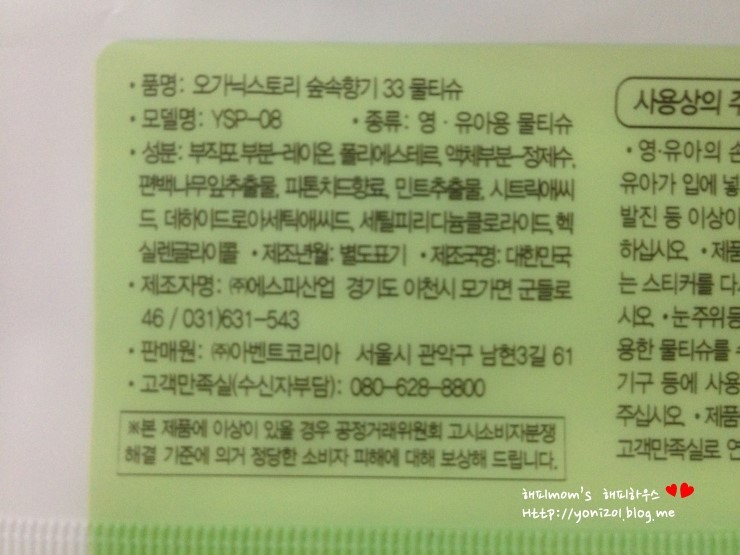 • 품명: 오가닉스토리 숲속향기 33 물티슈
• 모델명: YSP-08 • 종류: 영·유아용 물티슈
• 성분: 부직포 부분-레이온, 폴리에스테르, 액체부분-정제수,
편백나무잎추출물, 피톤치드향료, 민트추출물, 시트릭애씨
드, 데하이드로아세틱애씨드, 세틸피리디늄클로라이드, 헥
실렌글라이콜 • 제조년월: 별도표기 • 제조국명: 대한민국
• 제조자명: ㈜에스피산업 경기도 이천시 모가면 군들로
46 / 031)631-543
• 판매원: ㈜아벤트코리아 서울시 관악구 남현3길 61
• 고객만족실(수신자부담): 080-628-8800
※본 제품에 이상이 있을 경우 공정거래위원회 고시소비자분쟁
해결 기준에 의거 정당한 소비자 피해에 대해 보상해 드립니다.
사용상의 주
• 영·유아의 손
유아가 입에 넣
발진 등 이상이
하십시오. • 제품
는 스티커를 다
시오. • 눈주위등
용한 물티슈를
기구 등에 사용
주십시오. • 제품
고객만족실로 연
해피mom's 해피하우스
Http://yoni201.blog.me